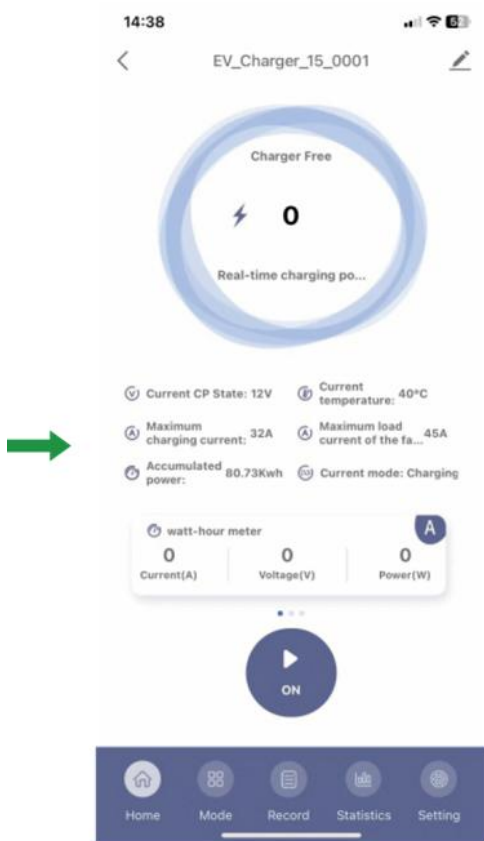 14:38
EV_Charger_15_0001
Charger Free
0
Real-time charging po...
Current CP State: 12V
Current
temperature: 40°C
Maximum
charging current: 32A
Maximum load
current of the fa... 45A
Accumulated
power: 80.73Kwh
Current mode: Charging
watt-hour meter
A
0 0 0
Current(A) Voltage(V) Power(W)
ON
Home Mode Record Statistics Setting